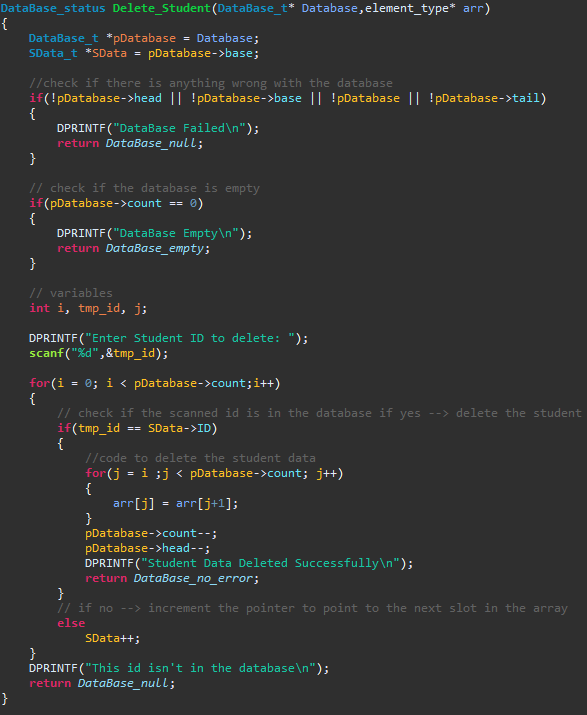 DataBase_status Delete_Student(DataBase_t* Database,element_type* arr)
{
    DataBase_t *pDatabase = Database;
    SData_t *SData = pDatabase->base;

    //check if there is anything wrong with the database
    if(!pDatabase->head || !pDatabase->base || !pDatabase || !pDatabase->tail)
    {
        DPRINTF("DataBase Failed\n");
        return DataBase_null;
    }

    // check if the database is empty
    if(pDatabase->count == 0)
    {
        DPRINTF("DataBase Empty\n");
        return DataBase_empty;
    }

    // variables
    int i, tmp_id, j;

    DPRINTF("Enter Student ID to delete: ");
    scanf("%d",&tmp_id);

    for(i = 0; i < pDatabase->count;i++)
    {
        // check if the scanned id is in the database if yes --> delete the student
        if(tmp_id == SData->ID)
        {
            //code to delete the student data
            for(j = i ;j < pDatabase->count; j++)
            {
                arr[j] = arr[j+1];
            }
            pDatabase->count--;
            pDatabase->head--;
            DPRINTF("Student Data Deleted Successfully\n");
            return DataBase_no_error;
        }
        // if no --> increment the pointer to point to the next slot in the array
        else
            SData++;
    }
    DPRINTF("This id isn't in the database\n");
    return DataBase_null;
}